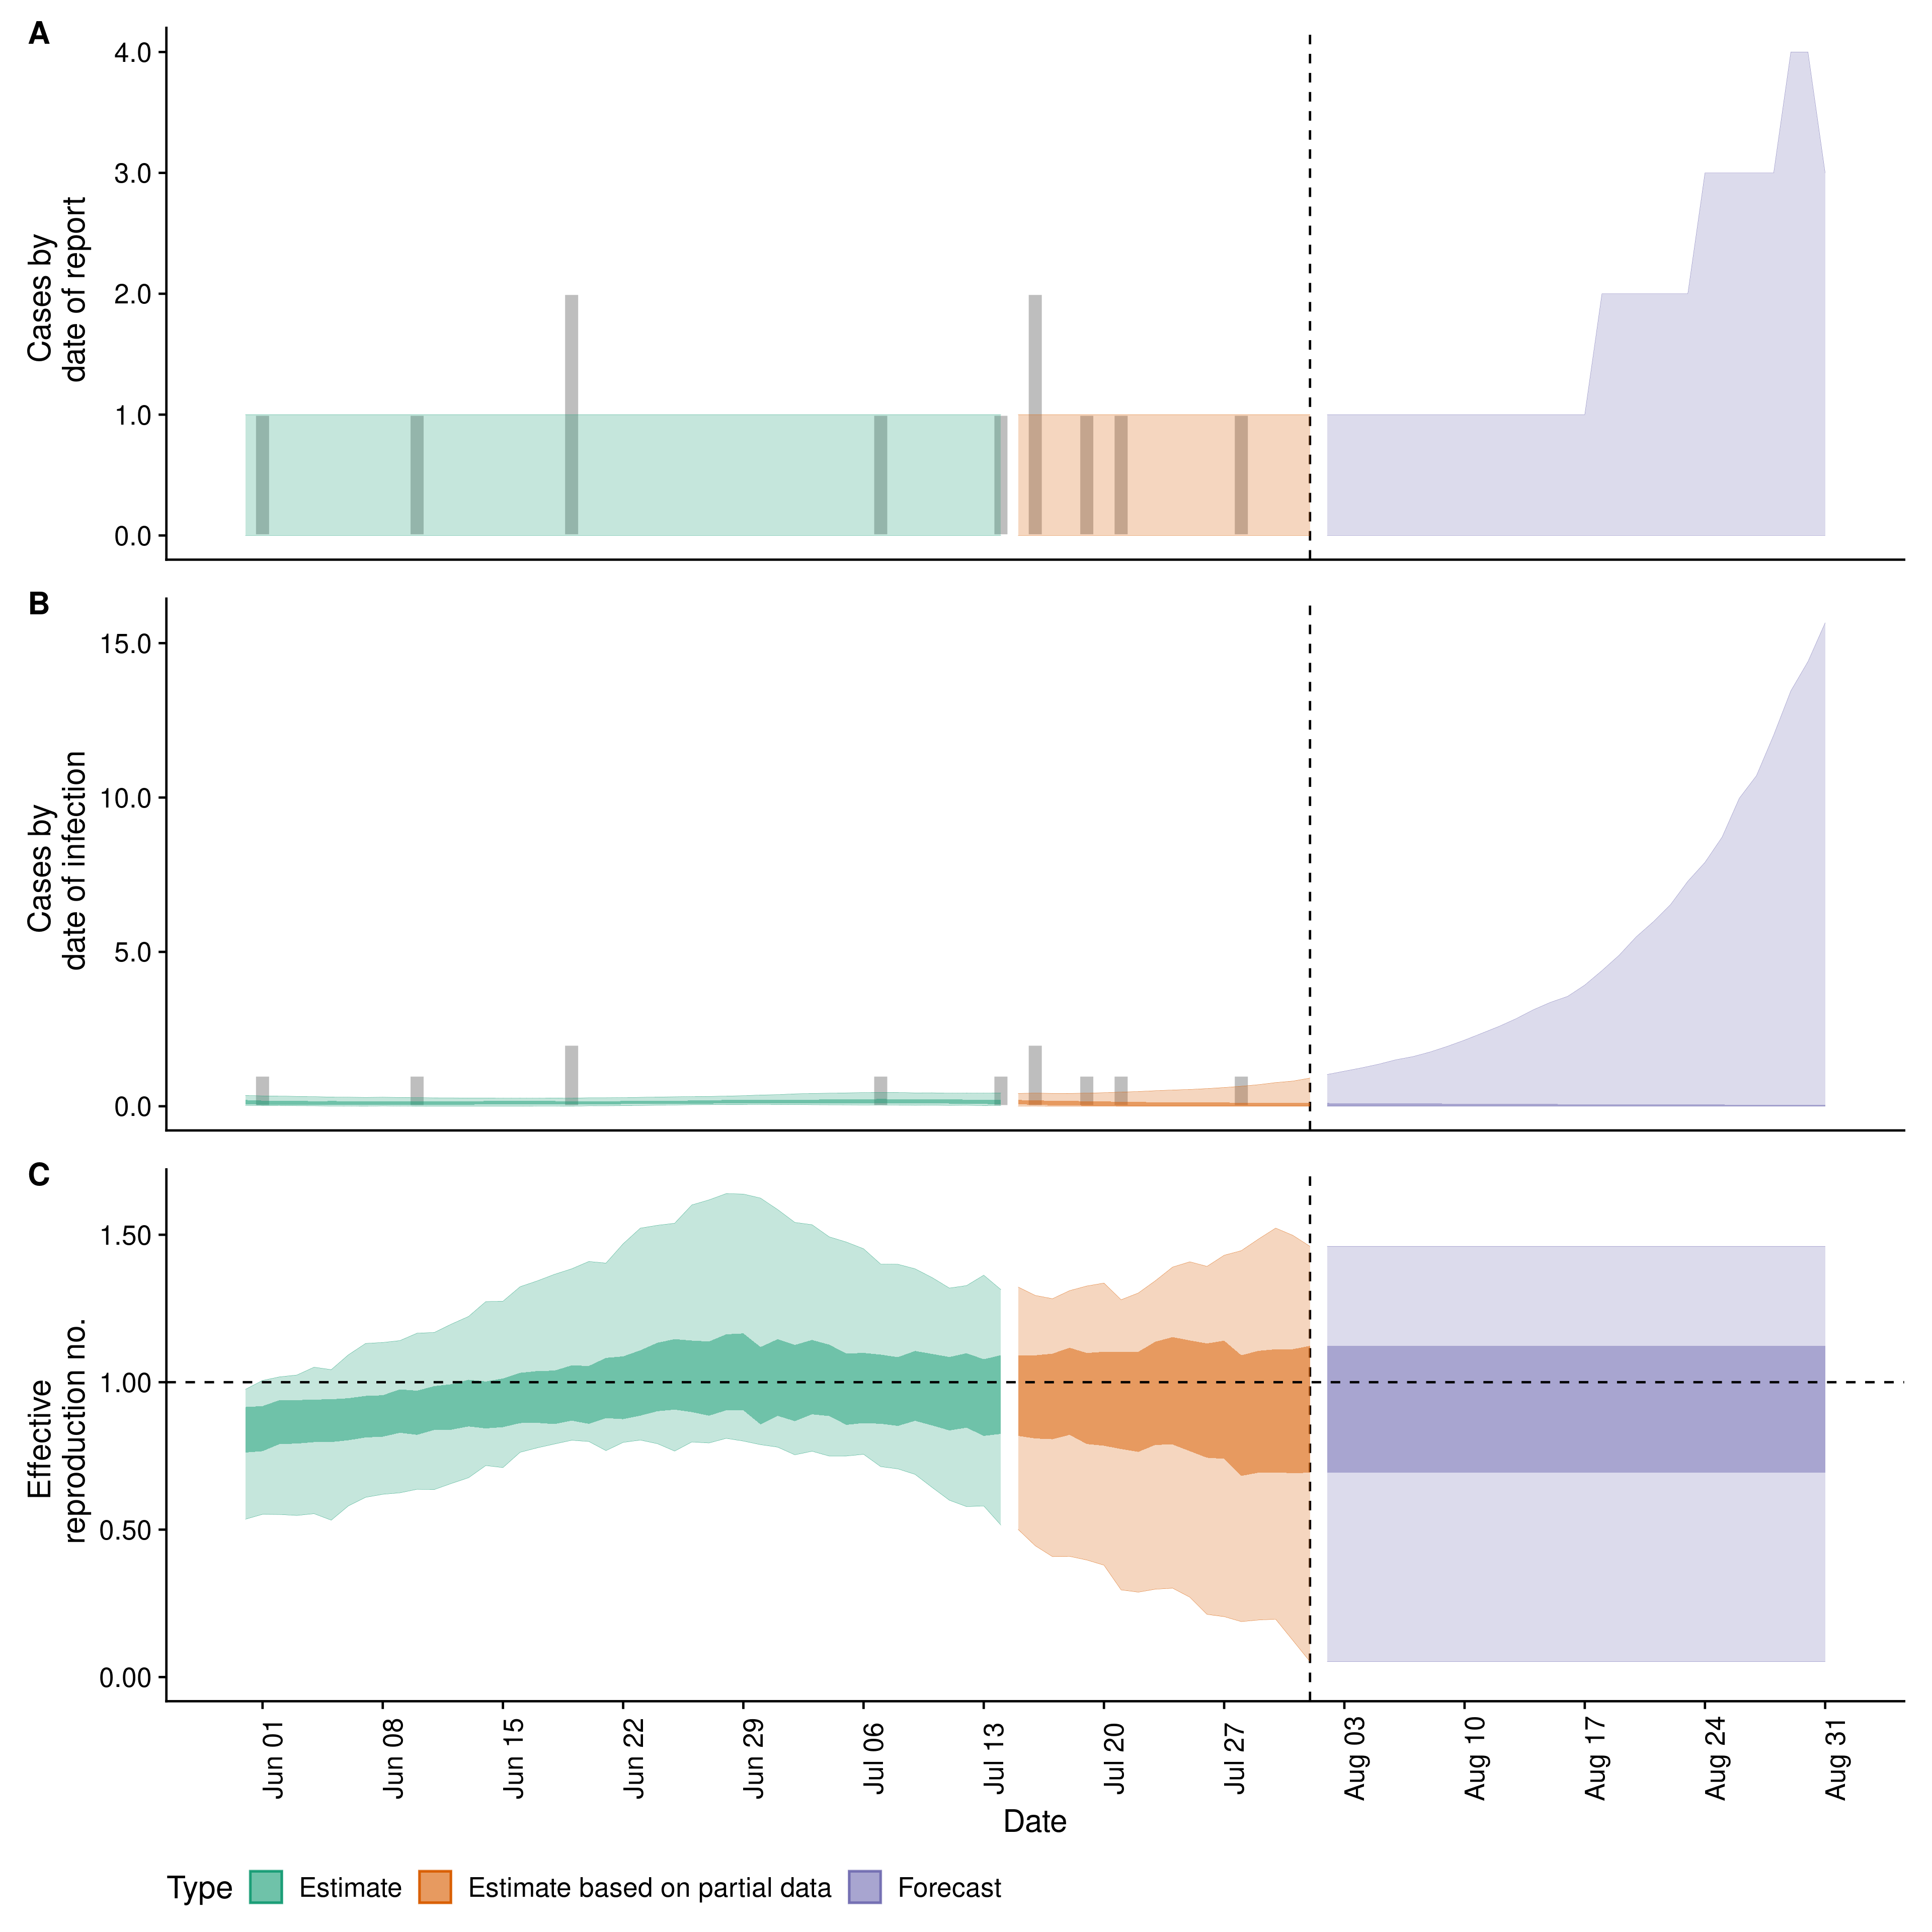 A
4.0
3.0
2.0
1.0
0.0
Cases by
date of report
B
15.0
10.0
5.0
0.0
Cases by
date of infection
C
1.50
1.00
0.50
0.00
Effective
reproduction no.
Jun 01
Jun 08
Jun 15
Jun 22
Jun 29
Jul 06
Jul 13
Jul 20
Jul 27
Aug 03
Aug 10
Aug 17
Aug 24
Aug 31
Date
Type Estimate Estimate based on partial data Forecast